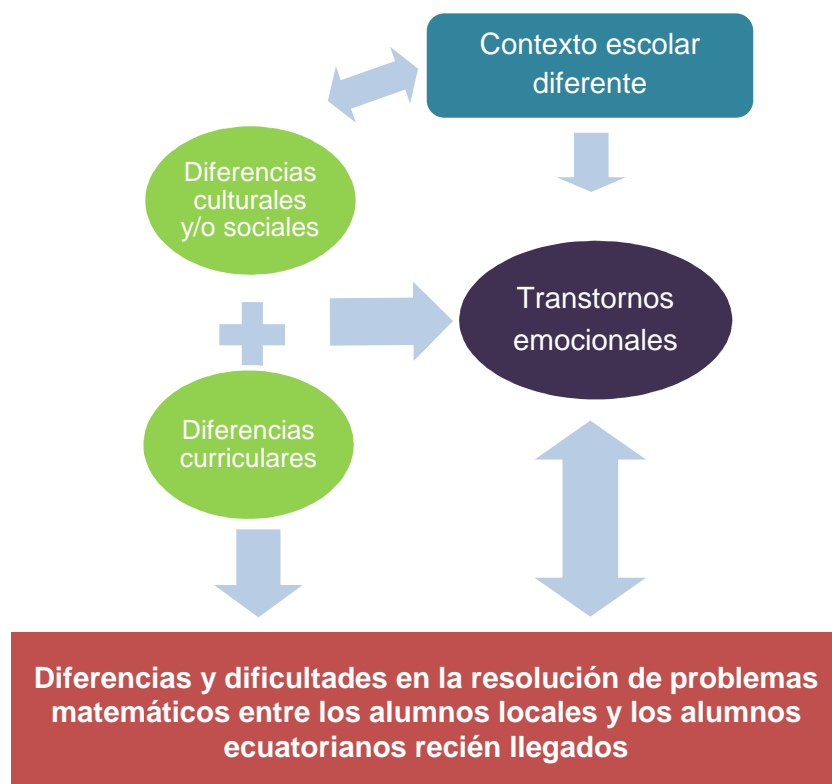 Contexto escolar
diferente
Diferencias
culturales
y/o sociales
Transtornos
emocionales
Diferencias
curriculares
Diferencias y dificultades en la resolución de problemas
matemáticos entre los alumnos locales y los alumnos
ecuatorianos recién llegados